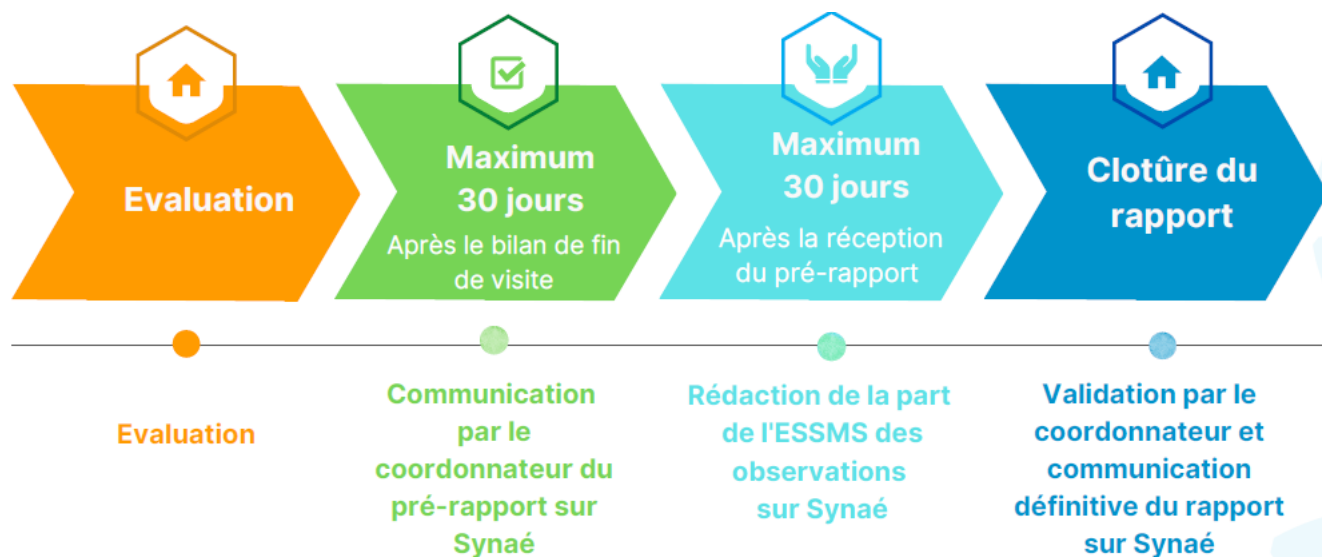 Evaluation
Maximum
30 jours
Après le bilan de fin
de visite
Maximum
30 jours
Après la réception
du pré-rapport
Clotûre du
rapport
Evaluation
Communication
par le
coordonnateur du
pré-rapport sur
Synaé
Rédaction de la part
de l'ESSMS des
observations
sur Synaé
Validation par le
coordonnateur et
communication
définitive du rapport
sur Synaé